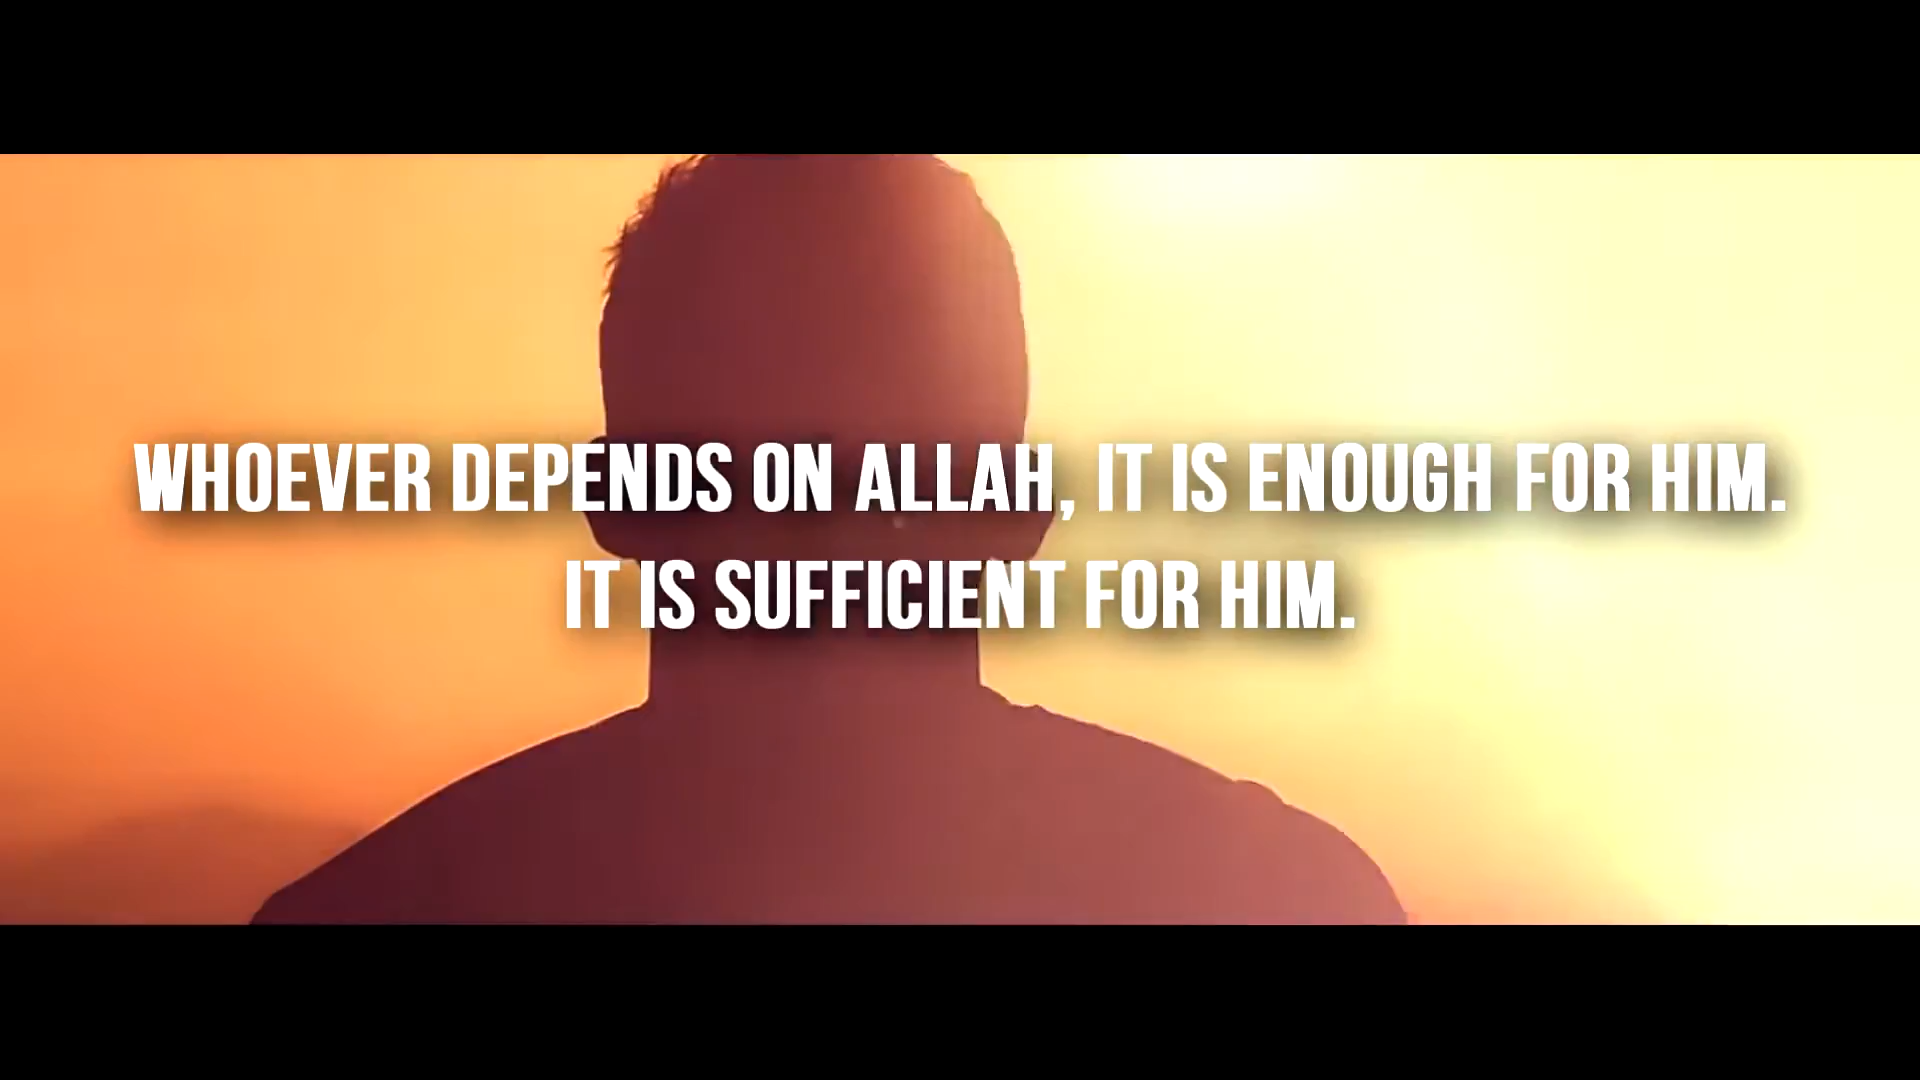 WHOEVER DEPENDS ON ALLAH, IT IS ENOUGH FOR HIM.
IT IS SUFFICIENT FOR HIM.